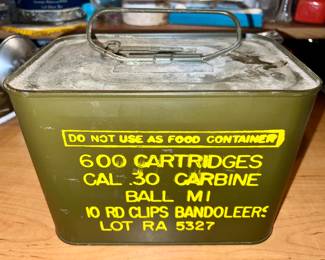 DO NOT USE AS FOOD CONTAINER
600 CARTRIDGES
CAL .30 CARBINE
BALL M1
10 RD CLIPS BANDOLEERS
LOT RA 5327